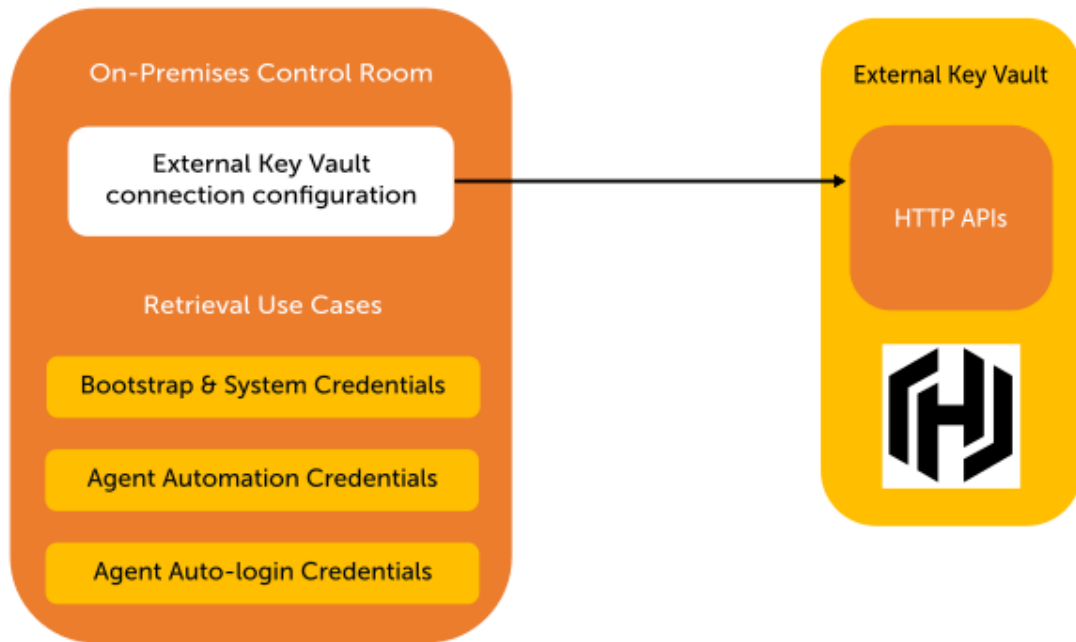 On-Premises Control Room
External Key Vault
connection configuration
Retrieval Use Cases
Bootstrap & System Credentials
Agent Automation Credentials
Agent Auto-login Credentials
External Key Vault
HTTP APIs